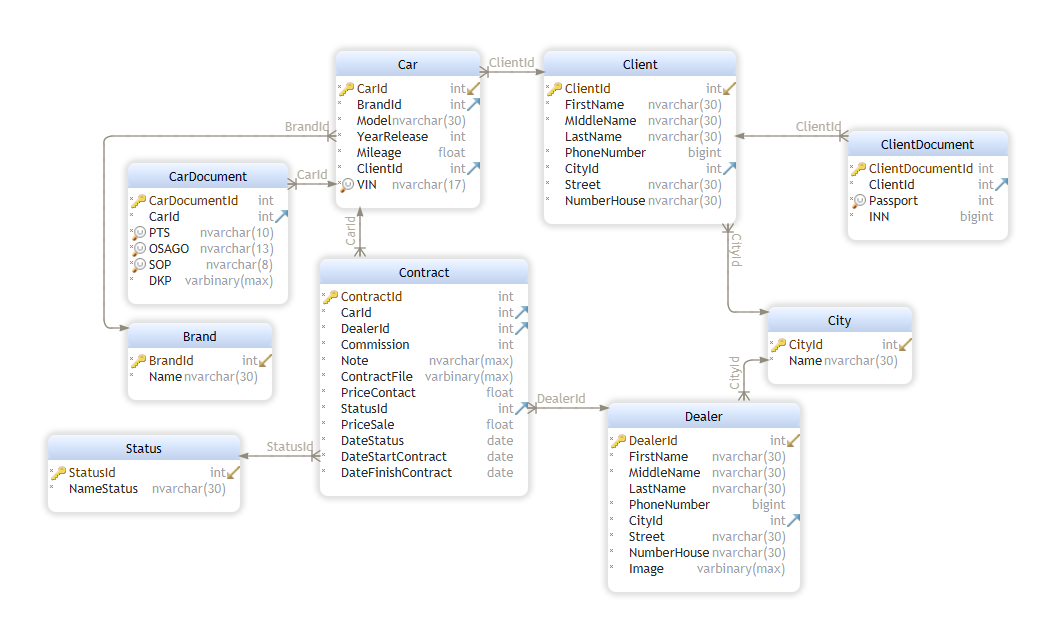 Car
CarId int
BrandId int
Model nvarchar(30)
YearRelease int
Mileage float
ClientId int
VIN nvarchar(17)
ClientId
Client
ClientId int
FirstName nvarchar(30)
MIddleName nvarchar(30)
LastName nvarchar(30)
PhoneNumber bigint
CityId int
Street nvarchar(30)
NumberHouse nvarchar(30)
ClientId
ClientDocument
ClientDocumentId int
ClientId int
Passport int
INN bigint
BrandId
CarDocument
CarDocumentId int
CarId int
PTS nvarchar(10)
OSAGO nvarchar(13)
SOP nvarchar(8)
DKP varbinary(max)
CarId
CarId
CityId
Contract
ContractId int
CarId int
DealerId int
Commission int
Note nvarchar(max)
ContractFile varbinary(max)
PriceContact float
StatusId int
PriceSale float
DateStatus date
DateStartContract date
DateFinishContract date
Brand
BrandId int
Name nvarchar(30)
City
CityId int
Name nvarchar(30)
CityId
DealerId
Status
StatusId int
NameStatus nvarchar(30)
StatusId
Dealer
DealerId int
FirstName nvarchar(30)
MiddleName nvarchar(30)
LastName nvarchar(30)
PhoneNumber bigint
CityId int
Street nvarchar(30)
NumberHouse nvarchar(30)
Image varbinary(max)